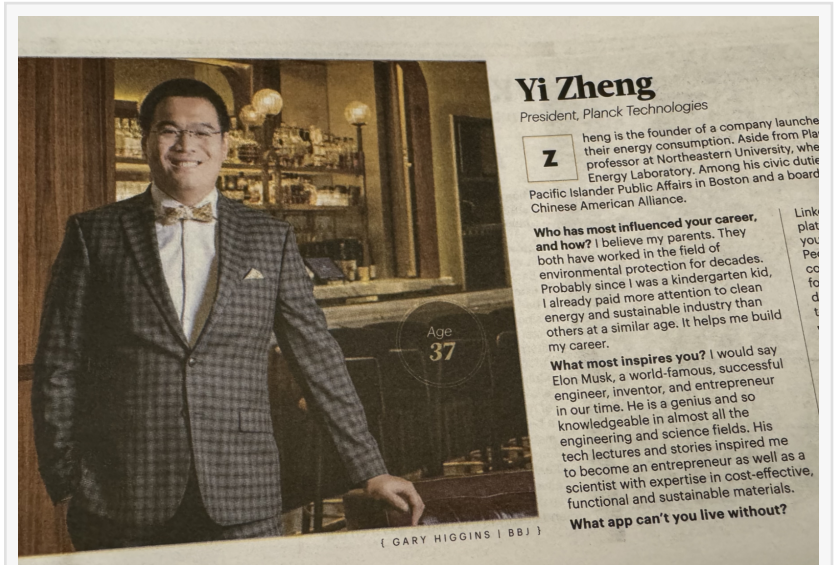 Yi Zheng
President, Planck Technologies
Z
heng is the founder of a company launche
their energy consumption. Aside from Pla
professor at Northeastern University, whe
Energy Laboratory. Among his civic dutie
Pacific Islander Public Affairs in Boston and a board
Chinese American Alliance.
Who has most influenced your career,
and how? I believe my parents. They
both have worked in the field of
environmental protection for decades.
Probably since I was a kindergarten kid,
I already paid more attention to clean
energy and sustainable industry than
others at a similar age. It helps me build
my career.
What most inspires you? I would say
Elon Musk, a world-famous, successful
engineer, inventor, and entrepreneur
in our time. He is a genius and so
knowledgeable in almost all the
engineering and science fields. His
tech lectures and stories inspired me
to become an entrepreneur as well as a
scientist with expertise in cost-effective,
functional and sustainable materials.
What app can't you live without?
Linke
plat
you
Pee
co
fo
d
t
Age
37
{ GARY HIGGINS | BBJ }